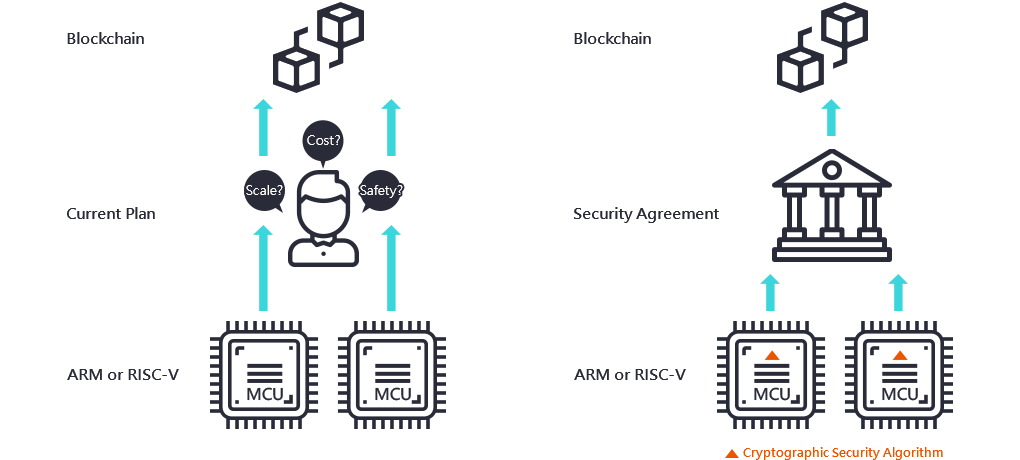 Blockchain
Cost?
Scale?
Safety?
Current Plan
ARM or RISC-V
MCU
MCU
Blockchain
Security Agreement
ARM or RISC-V
MCU
MCU
Cryptographic Security Algorithm